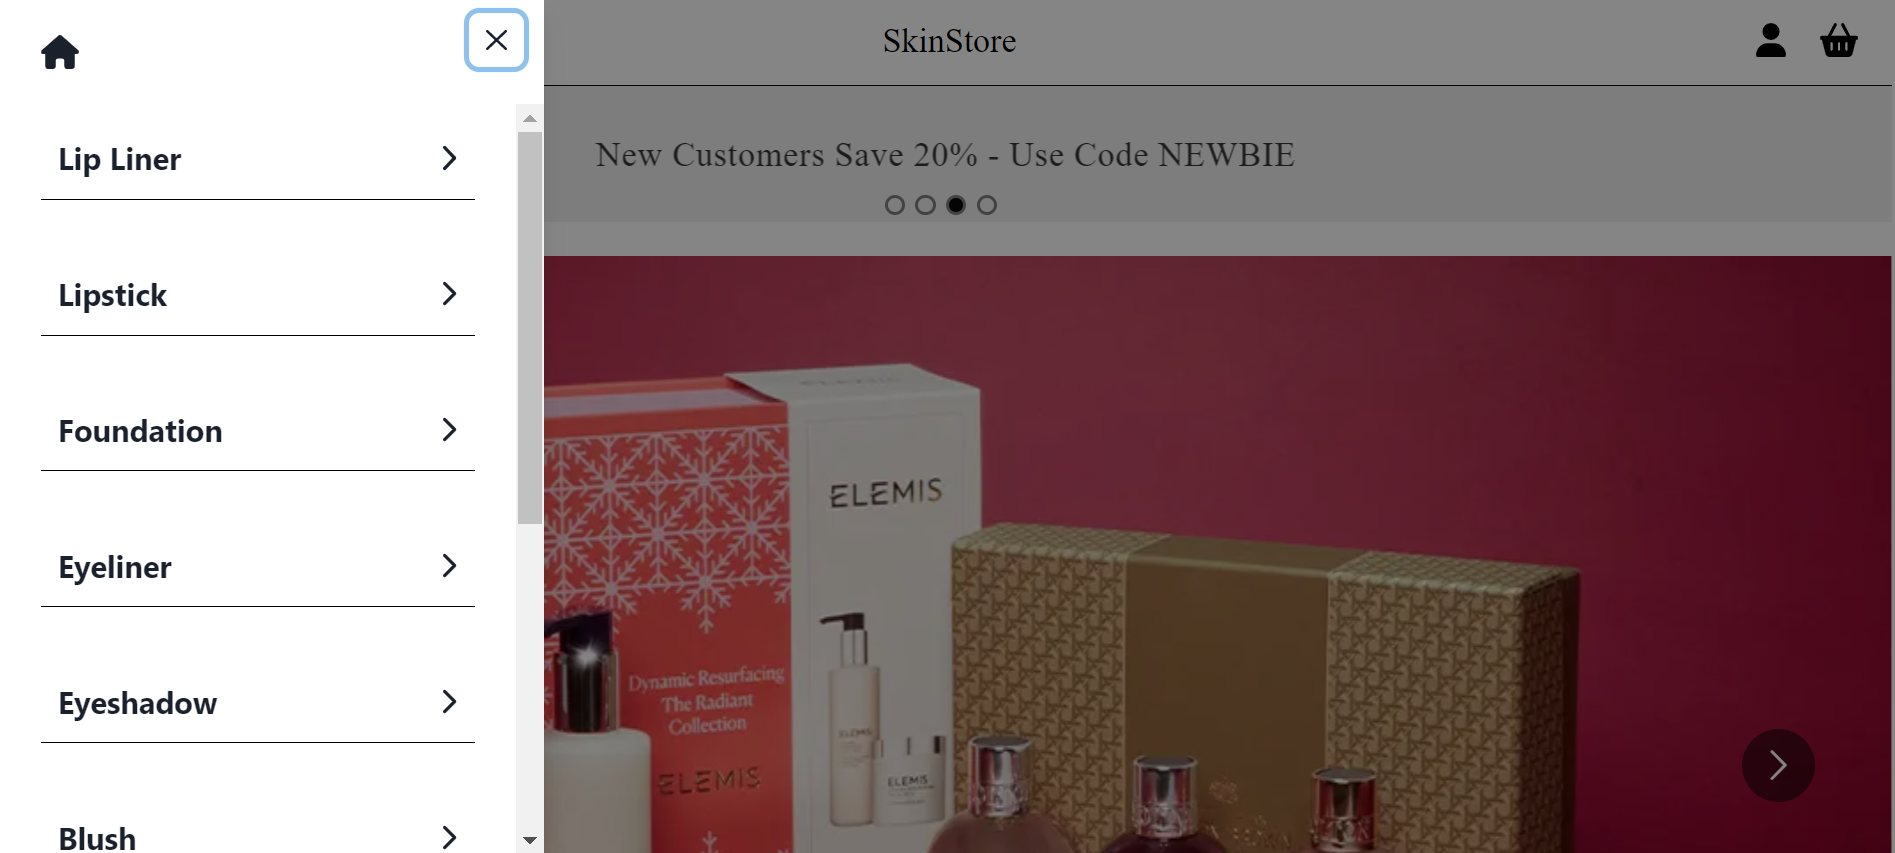 SkinStore
New Customers Save 20% - Use Code NEWBIE
Lip Liner
Lipstick
Foundation
Eyeliner
Eyeshadow
Blush
ELEMIS
Dynamic Resurfacing
The Radiant
Collection
ELEMIS
ELEMIS
ELEMIS